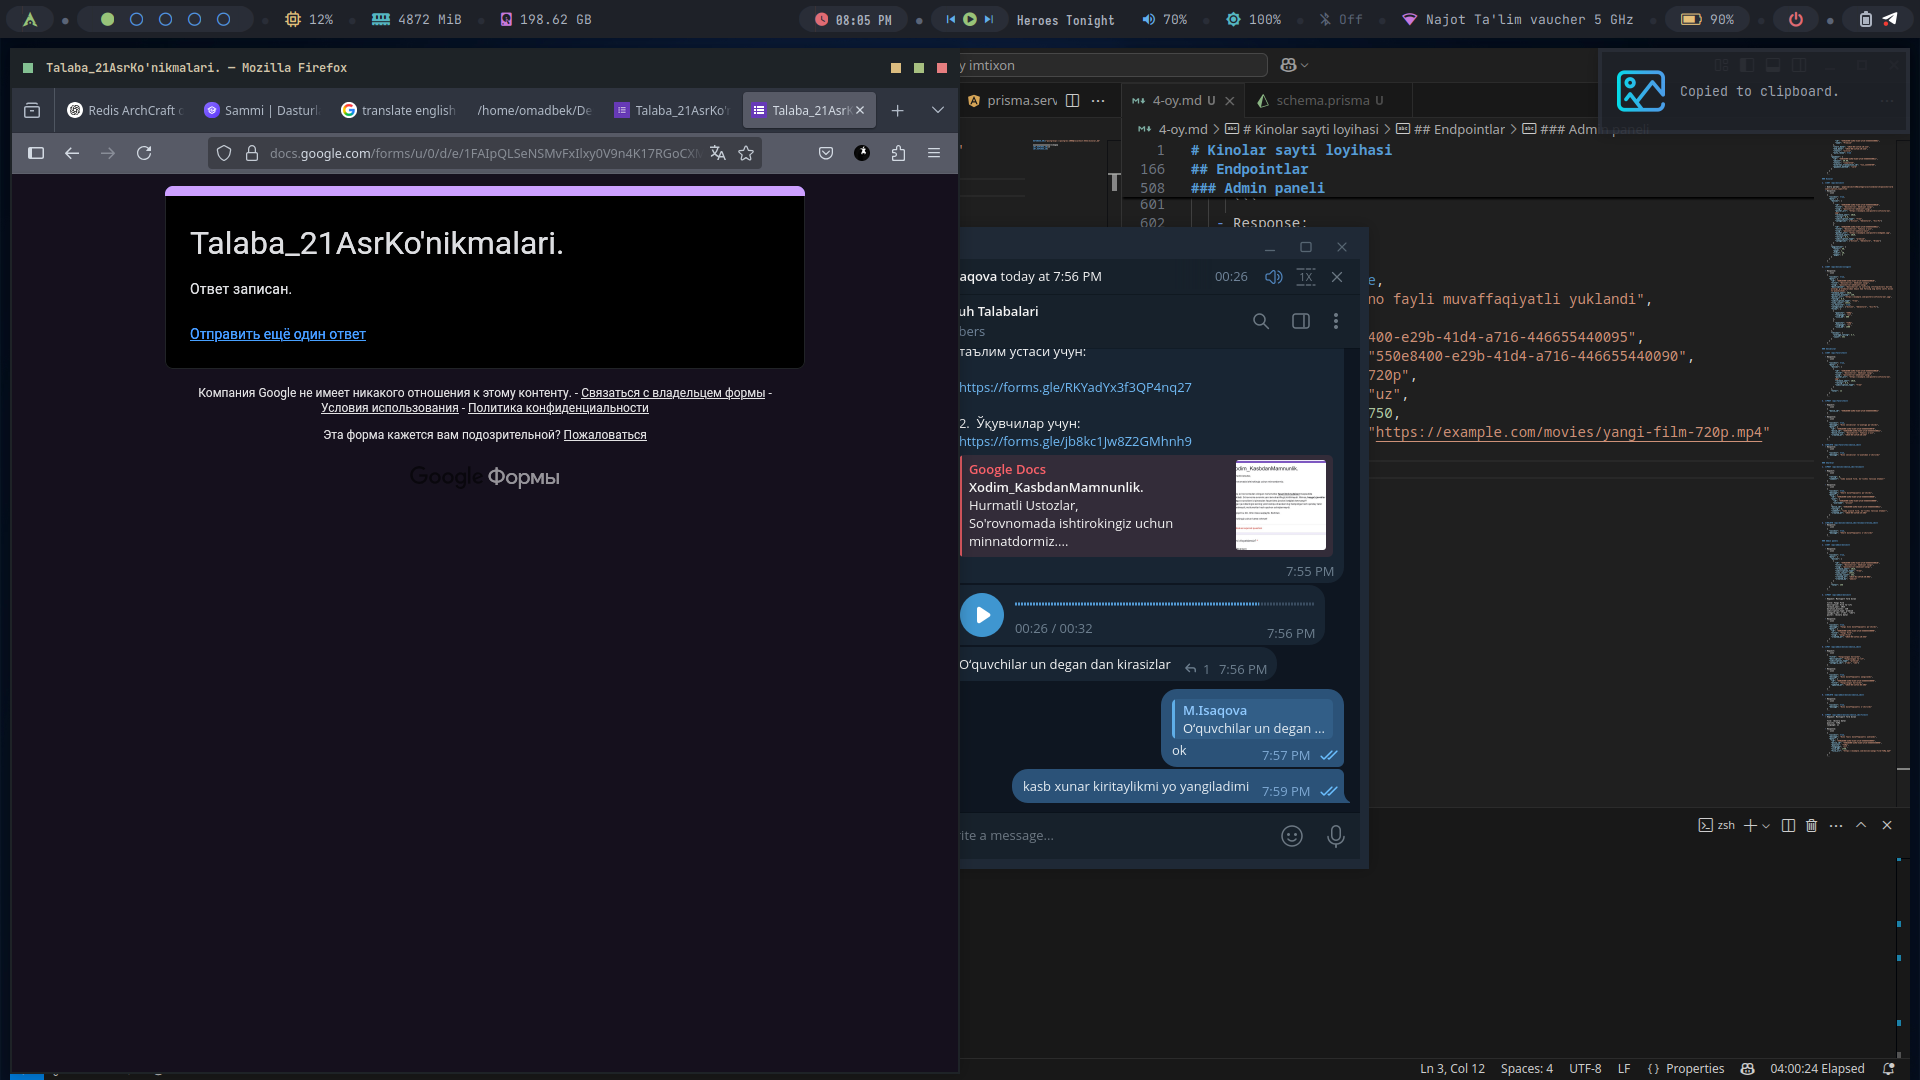 12%
4872 MiB
198.62 GB
08:05 PM
Heroes Tonight
70%
100%
Off
Najot Ta'lim vaucher 5 GHz
90%
Talaba_21AsrKo'nikmalari. — Mozilla Firefox
Redis ArchCraft
Sammi | Dastur
translate english
/home/omadbek/De
Talaba_21AsrKo'
Talaba_21AsrK
docs.google.com/forms/u/0/d/e/1FAIpQLSeNSMvFxIlxy0V9n4K17RGoCX
Talaba_21AsrKo'nikmalari.
Ответ записан.
Отправить ещё один ответ
Компания Google не имеет никакого отношения к этому контенту. - Связаться с владельцем формы -
Условия использования - Политика конфиденциальности
Эта форма кажется вам подозрительной? Пожаловаться
Google Формы
y imtixon
Copied to clipboard.
prisma.serv
4-oy.md U
schema.prisma U
4-oy.md > # Kinolar sayti loyihasi > ## Endpointlar > ### Admin paneli
1 # Kinolar sayti loyihasi
166 ## Endpointlar
508 ### Admin paneli
601 ```
602 - Response:
e,
no fayli muvaffaqiyatli yuklandi",
400-e29b-41d4-a716-446655440095",
"550e8400-e29b-41d4-a716-446655440090",
720p",
"uz",
750,
"https://example.com/movies/yangi-film-720p.mp4"
aqova today at 7:56 PM
00:26
1X
uh Talabalari
bers
таълим устаси учун:
https://forms.gle/RKYadYx3f3QP4nq27
2. Ўқувчилар учун:
https://forms.gle/jb8kc1Jw8Z2GMhnh9
Google Docs
Xodim_KasbdanMamnunlik.
Hurmatli Ustozlar,
So'rovnomada ishtirokingiz uchun
minnatdormiz....
7:55 PM
00:26 / 00:32
7:56 PM
O'quvchilar un degan dan kirasizlar
1 7:56 PM
M.Isaqova
O'quvchilar un degan ...
ok
7:57 PM
kasb xunar kiritaylikmi yo yangiladimi
7:59 PM
rite a message...
zsh
Ln 3, Col 12
Spaces: 4
UTF-8
LF
{} Properties
04:00:24 Elapsed